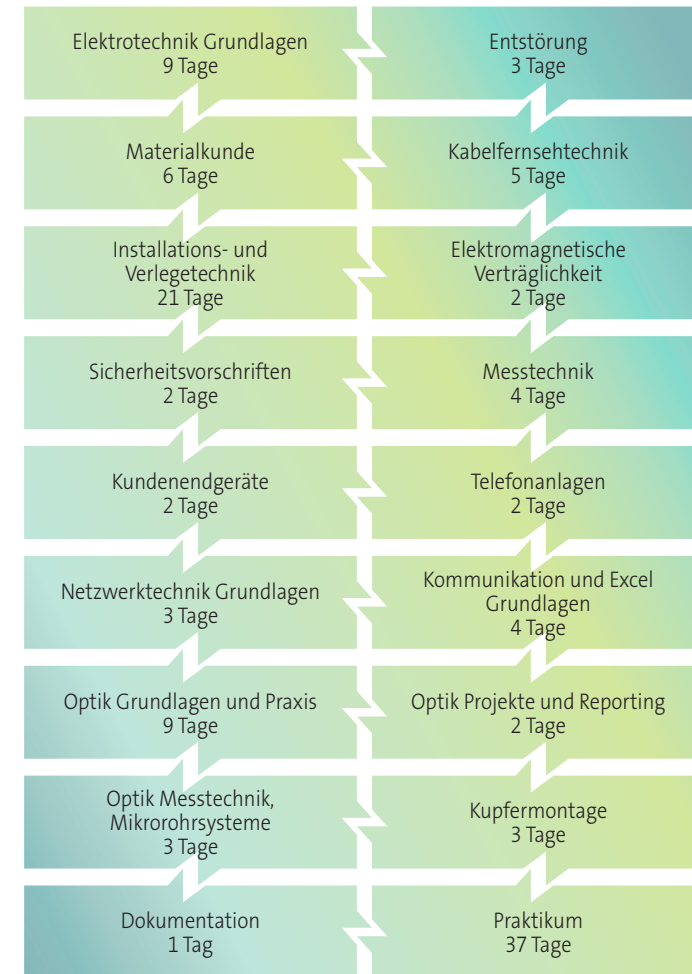 Elektrotechnik Grundlagen
9 Tage
Entstörung
3 Tage
Materialkunde
6 Tage
Kabelfernsehtechnik
5 Tage
Installations- und
Verlegetechnik
21 Tage
Elektromagnetische
Verträglichkeit
2 Tage
Sicherheitsvorschriften
2 Tage
Messtechnik
4 Tage
Kundenendgeräte
2 Tage
Telefonanlagen
2 Tage
Netzwerktechnik Grundlagen
3 Tage
Kommunikation und Excel
Grundlagen
4 Tage
Optik Grundlagen und Praxis
9 Tage
Optik Projekte und Reporting
2 Tage
Optik Messtechnik,
Mikrorohrsysteme
3 Tage
Kupfermontage
3 Tage
Dokumentation
1 Tag
Praktikum
37 Tage